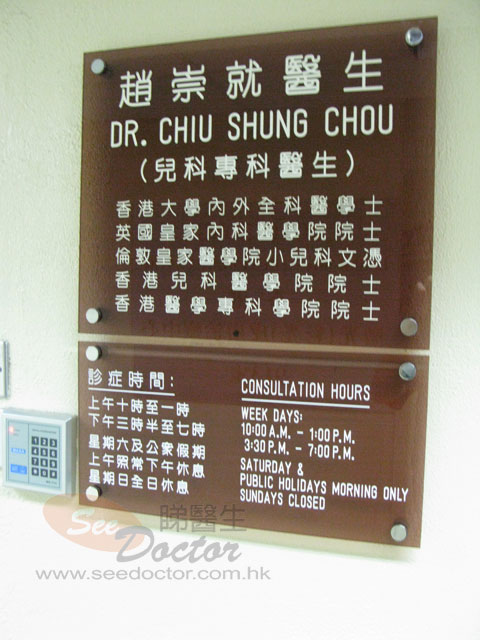 趙崇就醫生
DR. CHIU SHUNG CHOU
(兒科專科醫生)
香港大學內外全科醫學士
英國皇家內科醫學院院士
倫敦皇家醫學院小兒科文憑
香港兒科醫學院院士
香港醫學專科學院院士
診症時間:
上午十時至一時
下午三時半至七時
星期六及公眾假期
上午照常下午休息
星期日全日休息
CONSULTATION HOURS
WEEK DAYS:
10:00 A.M. - 1:00 P.M.
3:30 P.M. - 7:00 P.M.
SATURDAY &
PUBLIC HOLIDAYS MORNING ONLY
SUNDAYS CLOSED
See 睇醫生
Doctor
www.seedoctor.com.hk